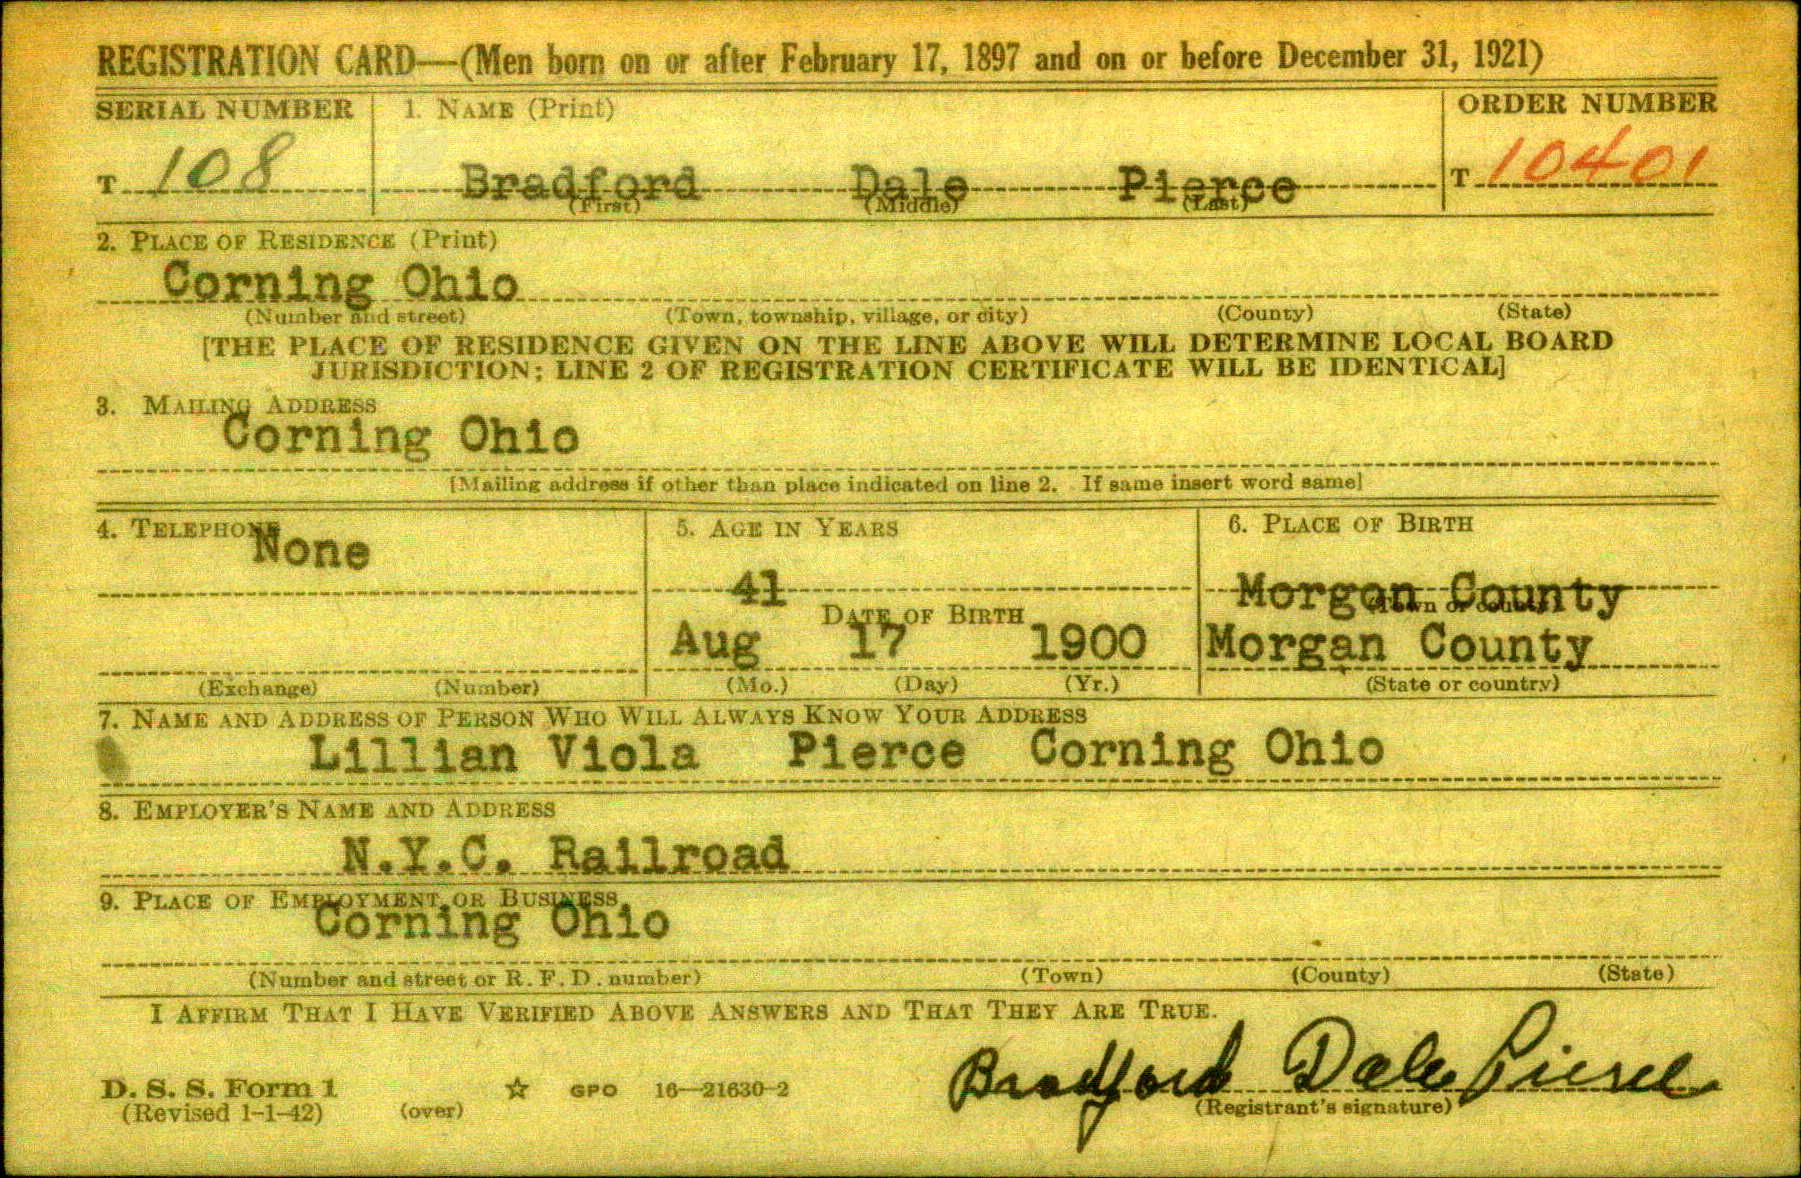 REGISTRATION CARD—(Men born on or after February 17, 1897 and on or before December 31, 1921)
SERIAL NUMBER 1. NAME (Print) ORDER NUMBER
T 108 Bradford Dale Pierce T 10401
(First) (Middle) (Last)
2. PLACE OF RESIDENCE (Print)
Corning Ohio
(Number and street) (Town, township, village, or city) (County) (State)
[THE PLACE OF RESIDENCE GIVEN ON THE LINE ABOVE WILL DETERMINE LOCAL BOARD
JURISDICTION; LINE 2 OF REGISTRATION CERTIFICATE WILL BE IDENTICAL]
3. MAILING ADDRESS
Corning Ohio
[Mailing address if other than place indicated on line 2. If same insert word same]
4. TELEPHONE 5. AGE IN YEARS 6. PLACE OF BIRTH
None
41 Morgan County
DATE OF BIRTH (Town or county)
Aug 17 1900 Morgan County
(Exchange) (Number) (Mo.) (Day) (Yr.) (State or country)
7. NAME AND ADDRESS OF PERSON WHO WILL ALWAYS KNOW YOUR ADDRESS
Lillian Viola Pierce Corning Ohio
8. EMPLOYER'S NAME AND ADDRESS
N.Y.C. Railroad
9. PLACE OF EMPLOYMENT OR BUSINESS
Corning Ohio
(Number and street or R. F. D. number) (Town) (County) (State)
I AFFIRM THAT I HAVE VERIFIED ABOVE ANSWERS AND THAT THEY ARE TRUE.
Bradford Dale Pierce
D. S. S. Form 1 ☆ GPO 16—21630-2
(Revised 1-1-42) (over) (Registrant's signature)